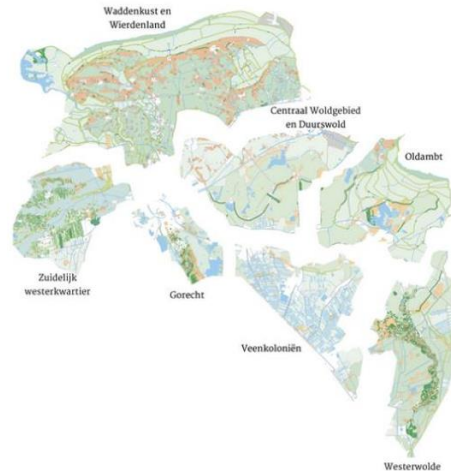 Waddenkust en
Wierdenland
Centraal Woldgebied
en Duurswold
Oldambt
Zuidelijk
westerkwartier
Gorecht
Veenkoloniën
Westerwolde